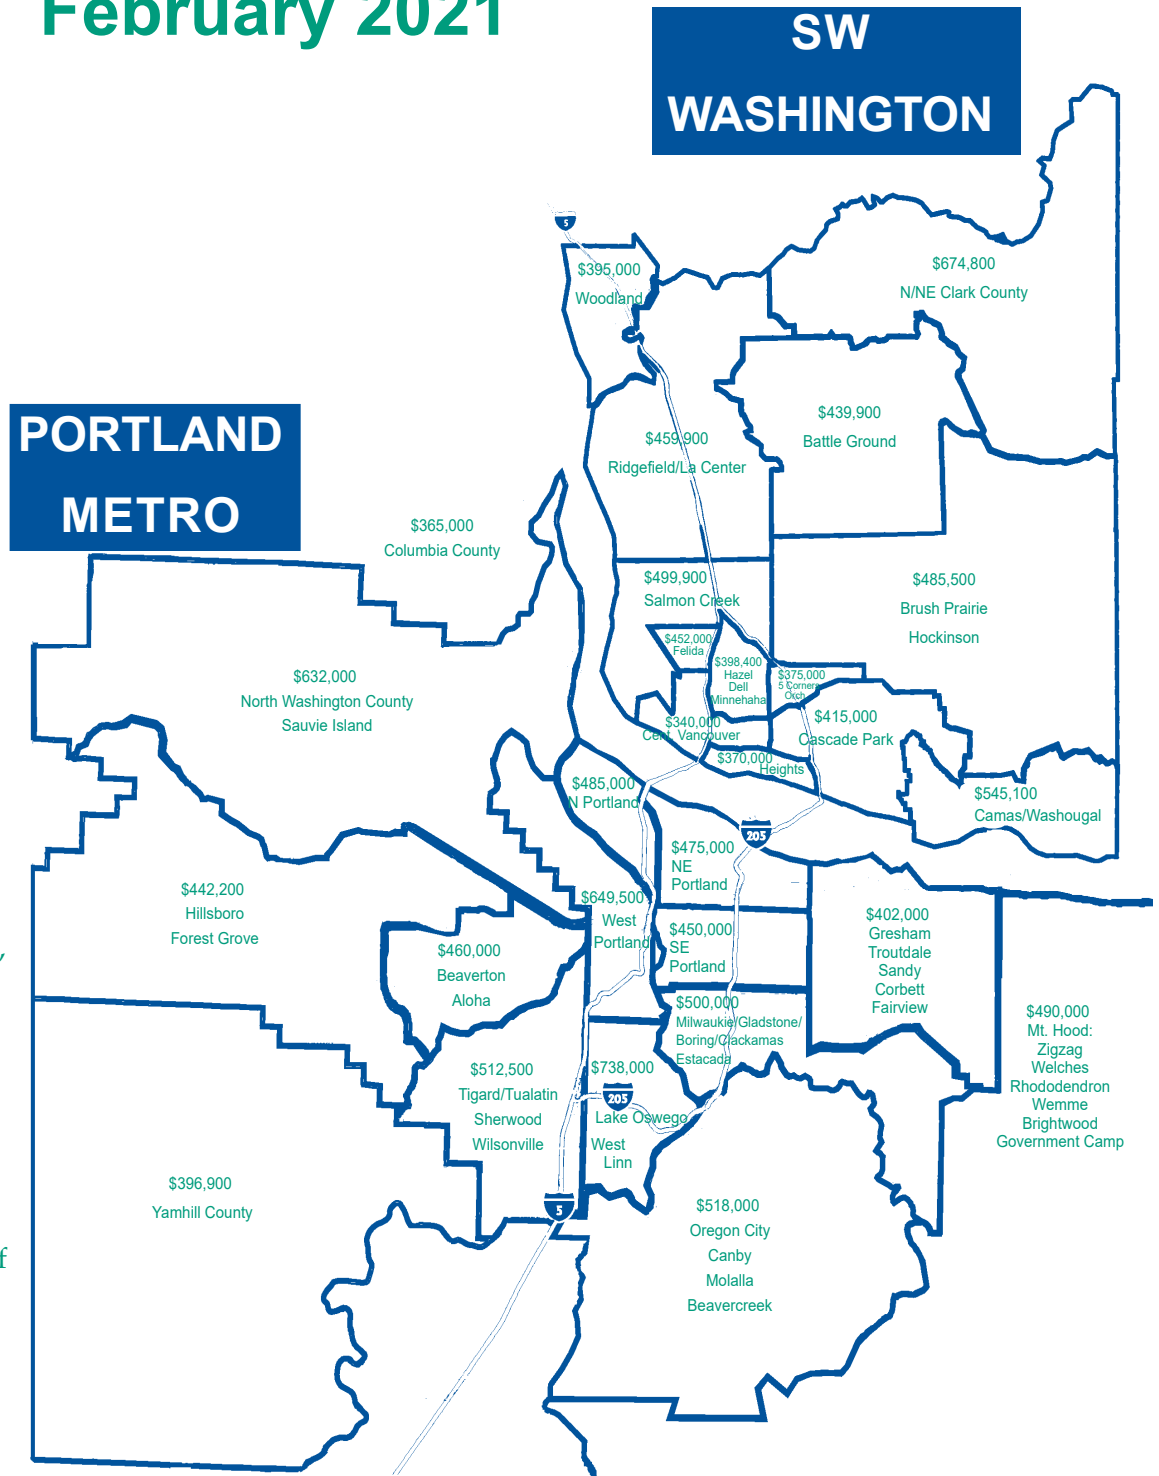 February 2021
SW
WASHINGTON
5
$395,000
Woodland
$674,800
N/NE Clark County
$439,900
Battle Ground
$459,900
Ridgefield/La Center
PORTLAND
METRO
$365,000
Columbia County
$499,900
Salmon Creek
$485,500
Brush Prairie
Hockinson
$452,000
Felida
$398,400
Hazel
Dell
Minnehaha
$375,000
5 Corners
Orch
$340,000
Cent. Vancouver
$415,000
Cascade Park
$370,000
Heights
$545,100
Camas/Washougal
$632,000
North Washington County
Sauvie Island
$485,000
N Portland
205
$475,000
NE
Portland
$442,200
Hillsboro
Forest Grove
$649,500
West
Portland
$460,000
Beaverton
Aloha
$450,000
SE
Portland
$402,000
Gresham
Troutdale
Sandy
Corbett
Fairview
$500,000
Milwaukie/Gladstone/
Boring/Clackamas
Estacada
$490,000
Mt. Hood:
Zigzag
Welches
Rhododendron
Wemme
Brightwood
Government Camp
$512,500
Tigard/Tualatin
Sherwood
Wilsonville
$738,000
205
Lake Oswego
West
Linn
5
$396,900
Yamhill County
$518,000
Oregon City
Canby
Molalla
Beavercreek
f